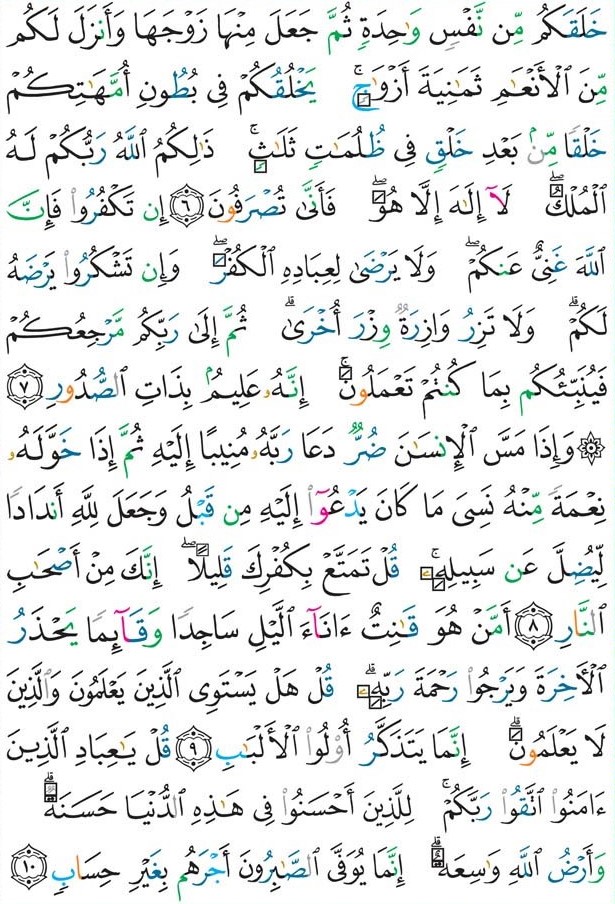 خَلَقَكُم مِّن نَّفْسٍ وَٰحِدَةٍ ثُمَّ جَعَلَ مِنْهَا زَوْجَهَا وَأَنزَلَ لَكُم
مِّنَ ٱلْأَنْعَٰمِ ثَمَٰنِيَةَ أَزْوَٰجٍ ۚ يَخْلُقُكُمْ فِى بُطُونِ أُمَّهَٰتِكُمْ
خَلْقًا مِّنۢ بَعْدِ خَلْقٍ فِى ظُلُمَٰتٍ ثَلَٰثٍ ۚ ذَٰلِكُمُ ٱللَّهُ رَبُّكُمْ لَهُ
ٱلْمُلْكُ ۖ لَآ إِلَٰهَ إِلَّا هُوَ ۖ فَأَنَّىٰ تُصْرَفُونَ ٦ إِن تَكْفُرُوا۟ فَإِنَّ
ٱللَّهَ غَنِىٌّ عَنكُمْ ۖ وَلَا يَرْضَىٰ لِعِبَادِهِ ٱلْكُفْرَ ۖ وَإِن تَشْكُرُوا۟ يَرْضَهُ
لَكُمْ ۗ وَلَا تَزِرُ وَازِرَةٌ وِزْرَ أُخْرَىٰ ۗ ثُمَّ إِلَىٰ رَبِّكُم مَّرْجِعُكُمْ
فَيُنَبِّئُكُم بِمَا كُنتُمْ تَعْمَلُونَ ۚ إِنَّهُۥ عَلِيمٌۢ بِذَاتِ ٱلصُّدُورِ ٧
۞ وَإِذَا مَسَّ ٱلْإِنسَٰنَ ضُرٌّ دَعَا رَبَّهُۥ مُنِيبًا إِلَيْهِ ثُمَّ إِذَا خَوَّلَهُۥ
نِعْمَةً مِّنْهُ نَسِىَ مَا كَانَ يَدْعُوٓا۟ إِلَيْهِ مِن قَبْلُ وَجَعَلَ لِلَّهِ أَندَادًا
لِّيُضِلَّ عَن سَبِيلِهِۦ ۚ قُلْ تَمَتَّعْ بِكُفْرِكَ قَلِيلًا ۖ إِنَّكَ مِنْ أَصْحَٰبِ
ٱلنَّارِ ٨ أَمَّنْ هُوَ قَٰنِتٌ ءَانَآءَ ٱلَّيْلِ سَاجِدًا وَقَآئِمًا يَحْذَرُ
ٱلْءَاخِرَةَ وَيَرْجُوا۟ رَحْمَةَ رَبِّهِۦ ۗ قُلْ هَلْ يَسْتَوِى ٱلَّذِينَ يَعْلَمُونَ وَٱلَّذِينَ
لَا يَعْلَمُونَ ۗ إِنَّمَا يَتَذَكَّرُ أُو۟لُوا۟ ٱلْأَلْبَٰبِ ٩ قُلْ يَٰعِبَادِ ٱلَّذِينَ
ءَامَنُوا۟ ٱتَّقُوا۟ رَبَّكُمْ ۚ لِلَّذِينَ أَحْسَنُوا۟ فِى هَٰذِهِ ٱلدُّنْيَا حَسَنَةٌ ۗ
وَأَرْضُ ٱللَّهِ وَٰسِعَةٌ ۗ إِنَّمَا يُوَفَّى ٱلصَّٰبِرُونَ أَجْرَهُم بِغَيْرِ حِسَابٍ ١٠